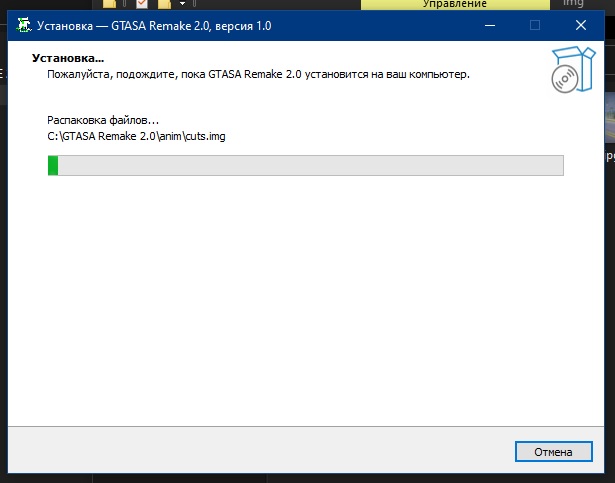 Управление
img
Установка — GTASA Remake 2.0, версия 1.0
Установка...
Пожалуйста, подождите, пока GTASA Remake 2.0 установится на ваш компьютер.
Распаковка файлов...
C:\GTASA Remake 2.0\anim\cuts.img
Отмена